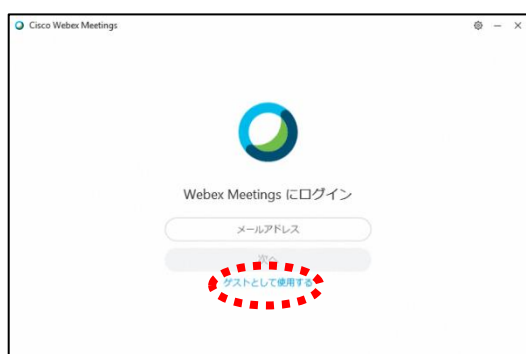 Cisco Webex Meetings
Webex Meetings にログイン
メールアドレス
次へ
ゲストとして使用する